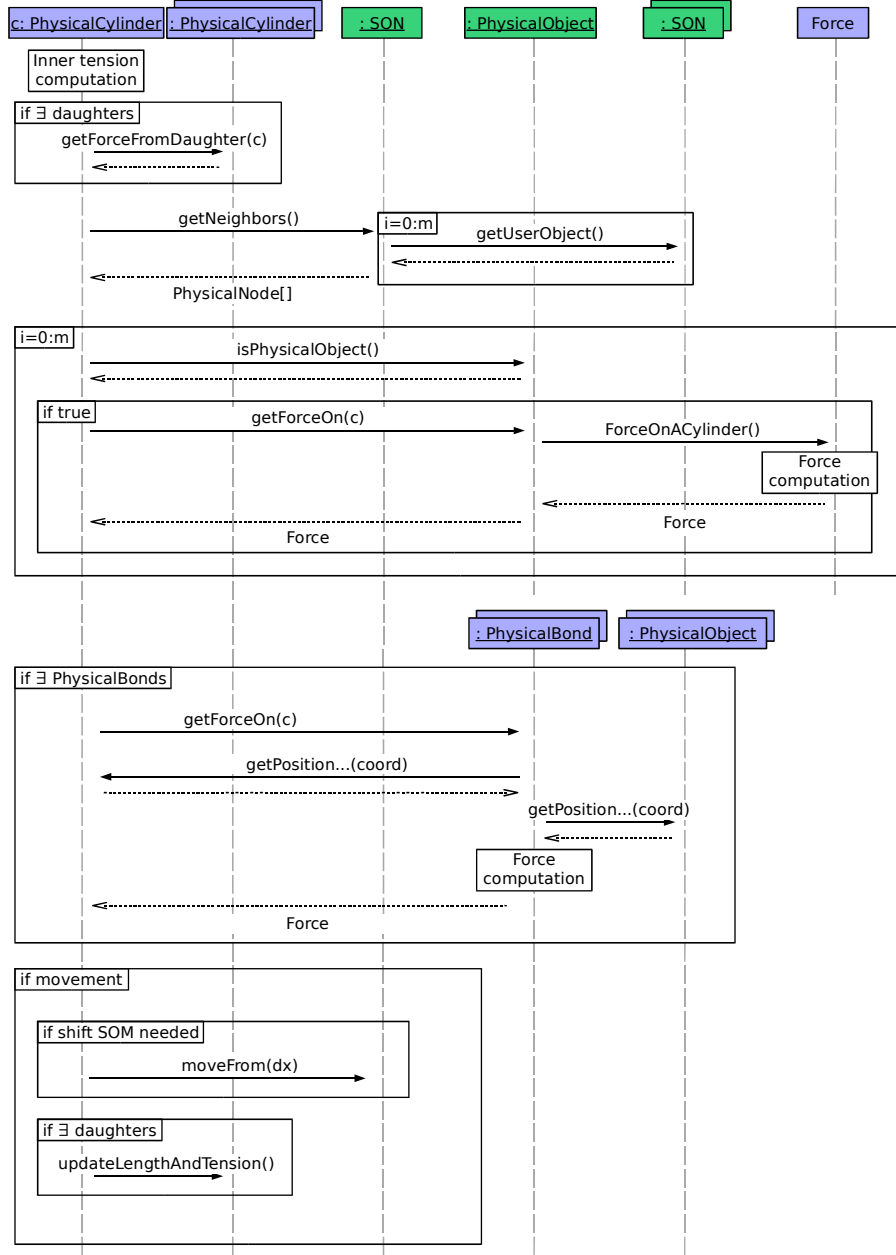 c: PhysicalCylinder
: PhysicalCylinder
: SON
: PhysicalObject
: SON
Force
Inner tension
computation
if ∃ daughters
getForceFromDaughter(c)
getNeighbors()
i=0:m
getUserObject()
PhysicalNode[]
i=0:m
isPhysicalObject()
if true
getForceOn(c)
ForceOnACylinder()
Force
computation
Force
Force
: PhysicalBond
: PhysicalObject
if ∃ PhysicalBonds
getForceOn(c)
getPosition...(coord)
getPosition...(coord)
Force
computation
Force
if movement
if shift SOM needed
moveFrom(dx)
if ∃ daughters
updateLengthAndTension()